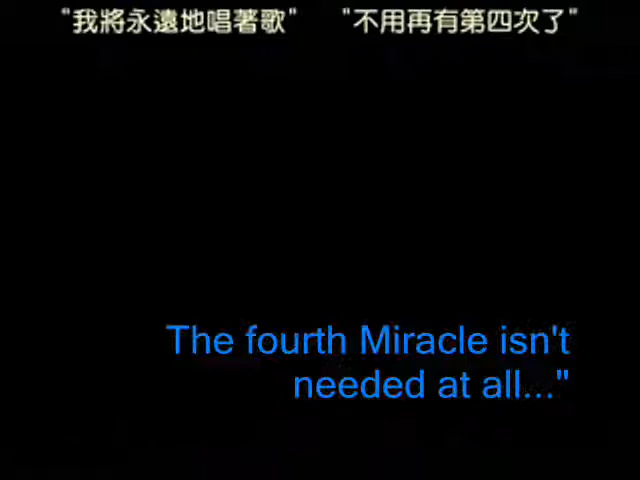 "我將永遠地唱著歌" "不用再有第四次了"
The fourth Miracle isn't
needed at all..."